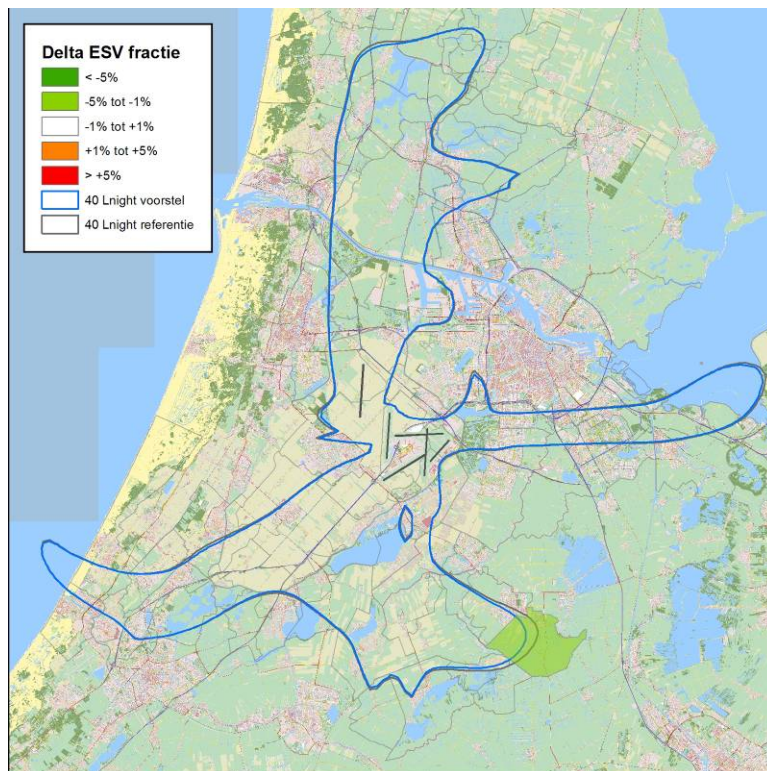 Delta ESV fractie
< -5%
-5% tot -1%
-1% tot +1%
+1% tot +5%
> +5%
40 Lnight voorstel
40 Lnight referentie